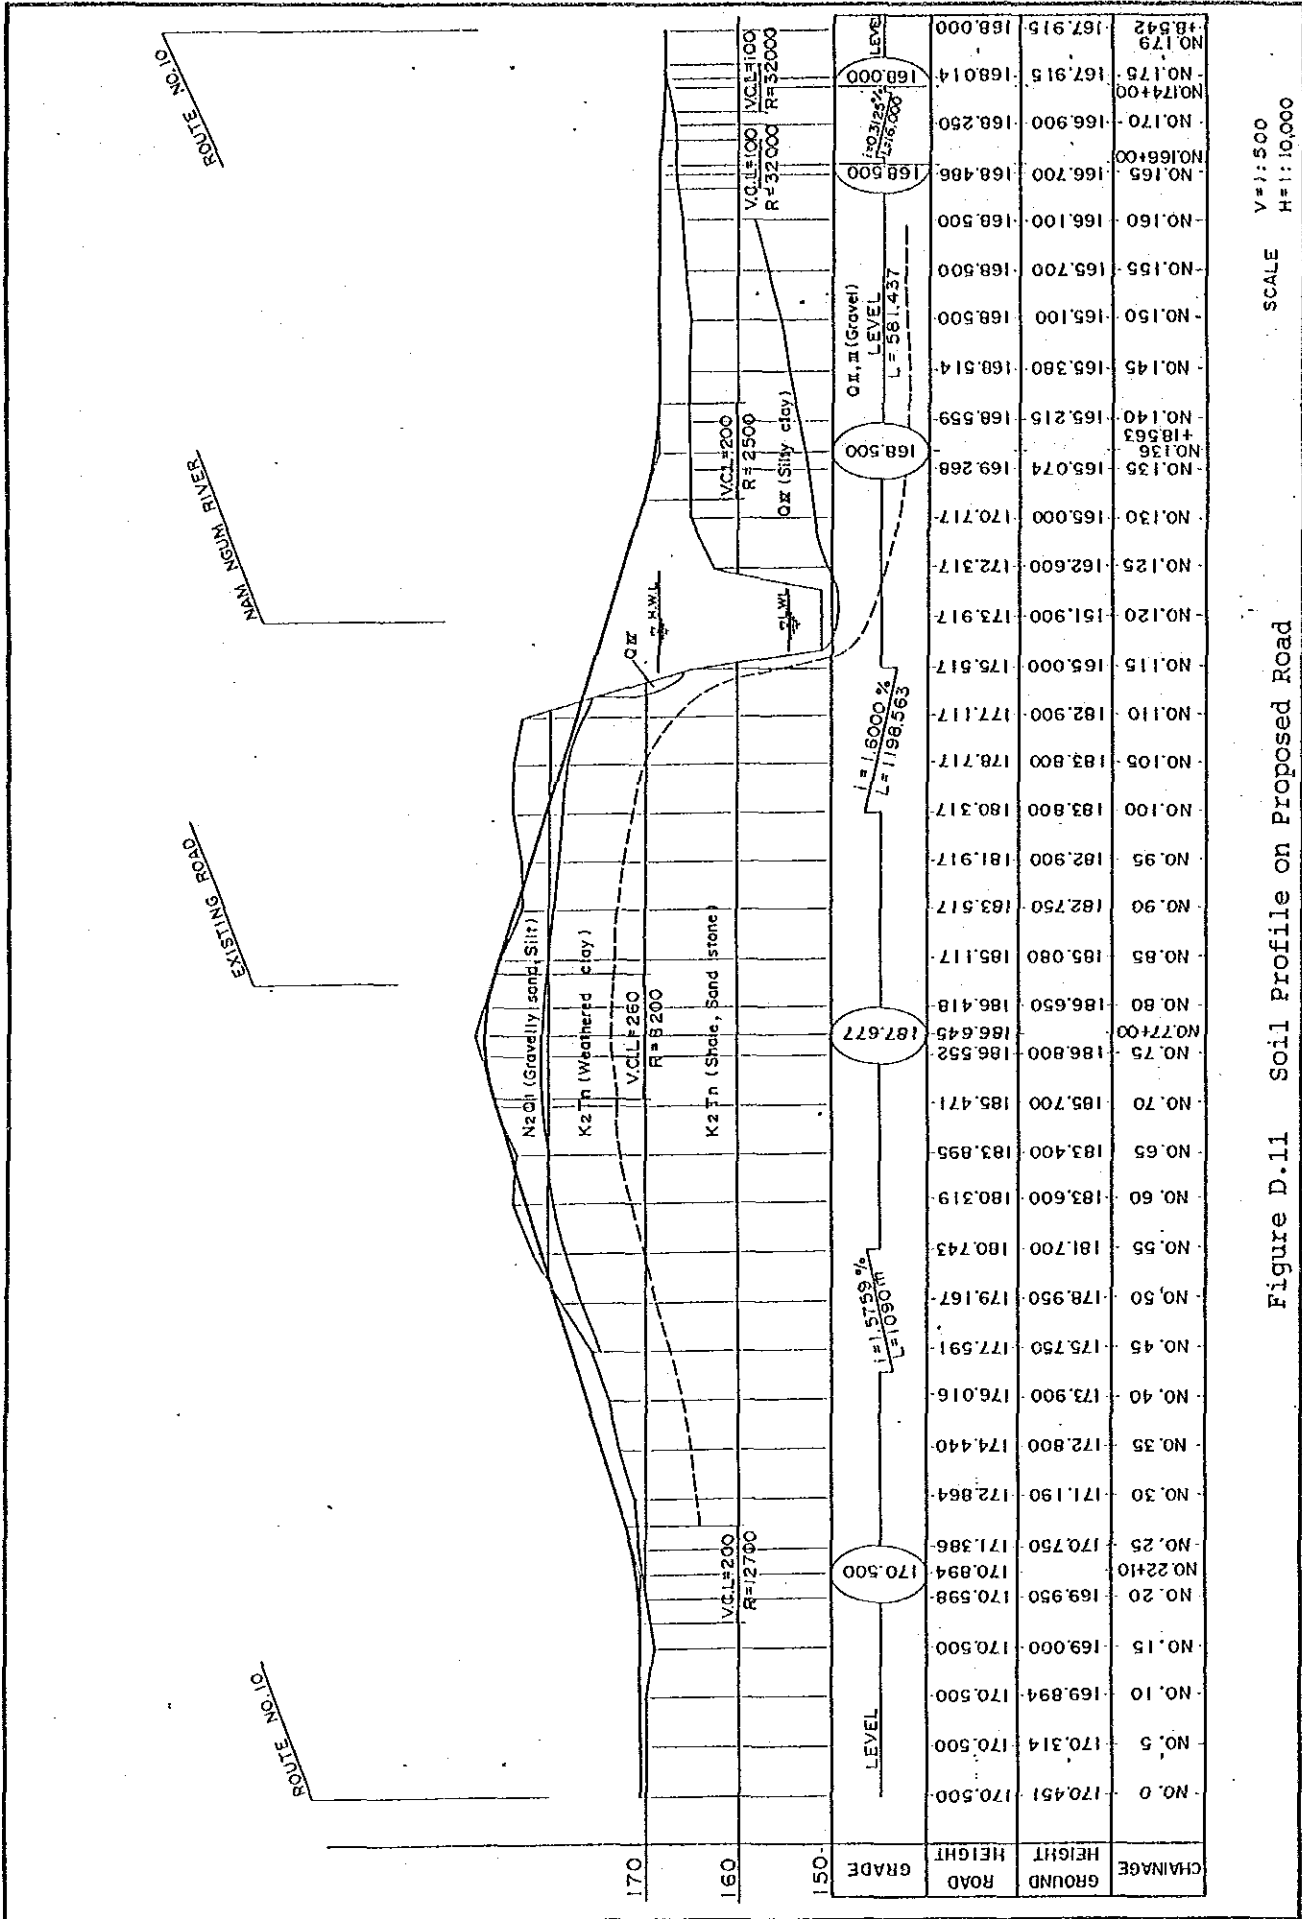 ROUTE NO.10
EXISTING ROAD
NAM NGUM RIVER
ROUTE NO.10
170
160
150
N2Q1 (Gravelly sand, Silt)
K2Tn (Weathered clay)
K2Tn (Shale, Sand stone)
QIV
H.W.L
L.W.L
QIV (Silty clay)
QII, III (Gravel)
V.C.L=200
R=12700
V.C.L=260
R=8200
V.C.L=200
R=2500
V.C.L=100
R=32000
V.C.L=100
R=32000
GRADE
LEVEL
170.500
i=1.5759%
L=1090m
187.677
i=1.6000%
L=1198.563
168.500
LEVEL
L=581.437
168.500
i=0.3125%
L=16,000
168.000
LEVEL
ROAD HEIGHT
170.500
170.500
170.500
170.500
170.598
170.894
171.386
172.864
174.440
176.016
177.591
179.167
180.743
180.319
183.895
185.471
186.552
186.645
186.418
185.117
183.517
181.917
180.317
178.717
177.117
175.517
173.917
172.317
170.717
169.268
168.559
168.514
168.500
168.500
168.500
168.486
168.250
168.014
168.000
GROUND HEIGHT
170.451
170.314
169.894
169.000
169.950
170.750
171.190
172.800
173.900
175.750
178.950
181.700
183.600
183.400
185.700
186.800
186.650
185.080
182.750
182.900
183.800
183.800
182.900
165.000
151.900
162.600
165.000
165.074
165.215
165.380
165.100
165.700
166.100
166.700
166.900
167.915
167.915
CHAINAGE
NO. 0
NO. 5
NO. 10
NO. 15
NO. 20
NO.22+10
NO. 25
NO. 30
NO. 35
NO. 40
NO. 45
NO. 50
NO. 55
NO. 60
NO. 65
NO. 70
NO. 75
NO.77+00
NO. 80
NO. 85
NO. 90
NO. 95
NO. 100
NO. 105
NO. 110
NO. 115
NO. 120
NO. 125
NO. 130
NO. 135
NO. 136
+18.563
NO. 140
NO. 145
NO. 150
NO. 155
NO. 160
NO. 165
NO.166+00
NO. 170
NO.174+00
NO. 175
NO. 179
+8.542
SCALE V=1:500
H=1:10,000
Figure D.11 Soil Profile on Proposed Road